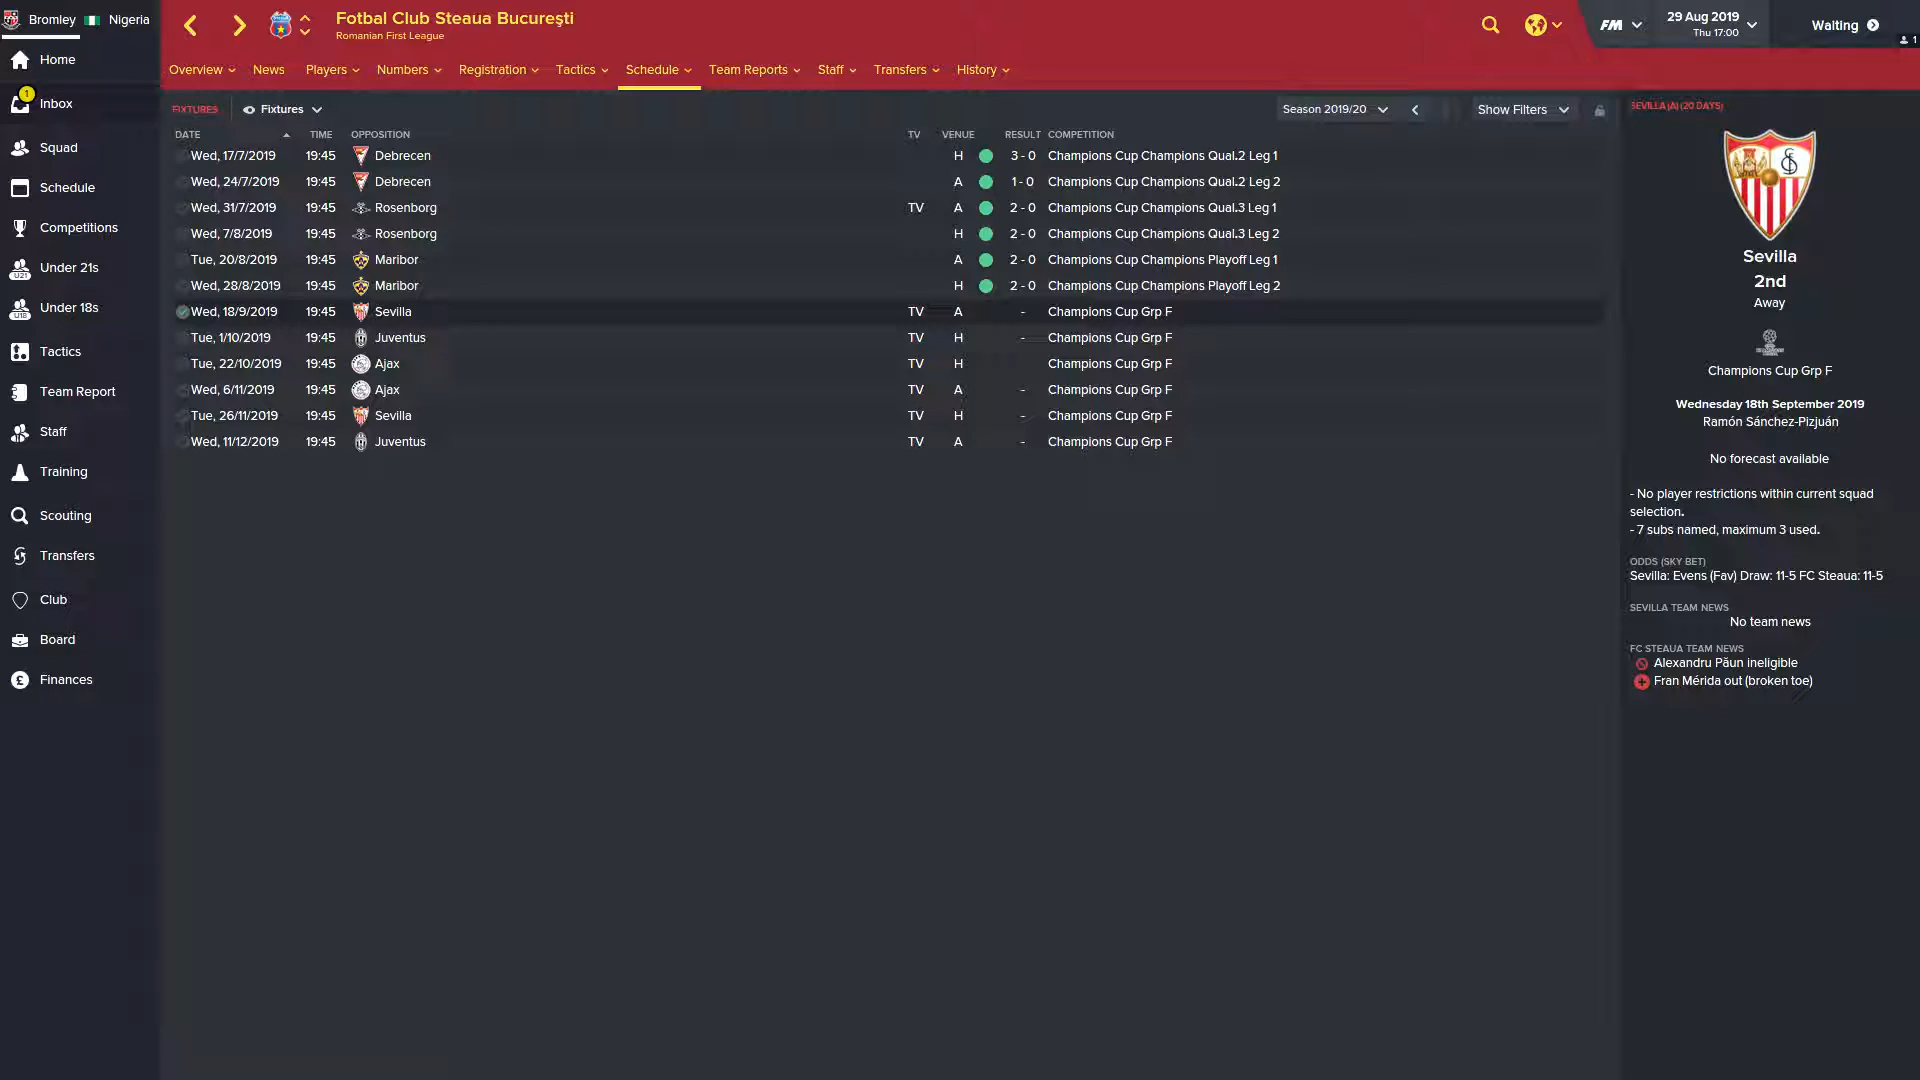 Bromley Nigeria
Home
1
Inbox
Squad
Schedule
Competitions
Under 21s
U21
Under 18s
U18
Tactics
Team Report
Staff
Training
Scouting
Transfers
Club
Board
£ Finances
Fotbal Club Steaua Bucureşti
Romanian First League
FM
29 Aug 2019
Thu 17:00
Waiting
1
Overview News Players Numbers Registration Tactics Schedule Team Reports Staff Transfers History
FIXTURES Fixtures Season 2019/20 Show Filters
DATE TIME OPPOSITION TV VENUE RESULT COMPETITION
Wed, 17/7/2019 19:45 Debrecen H 3 - 0 Champions Cup Champions Qual.2 Leg 1
Wed, 24/7/2019 19:45 Debrecen A 1 - 0 Champions Cup Champions Qual.2 Leg 2
Wed, 31/7/2019 19:45 Rosenborg TV A 2 - 0 Champions Cup Champions Qual.3 Leg 1
Wed, 7/8/2019 19:45 Rosenborg H 2 - 0 Champions Cup Champions Qual.3 Leg 2
Tue, 20/8/2019 19:45 Maribor A 2 - 0 Champions Cup Champions Playoff Leg 1
Wed, 28/8/2019 19:45 Maribor H 2 - 0 Champions Cup Champions Playoff Leg 2
Wed, 18/9/2019 19:45 Sevilla TV A - Champions Cup Grp F
Tue, 1/10/2019 19:45 Juventus TV H - Champions Cup Grp F
Tue, 22/10/2019 19:45 Ajax TV H Champions Cup Grp F
Wed, 6/11/2019 19:45 Ajax TV A - Champions Cup Grp F
Tue, 26/11/2019 19:45 Sevilla TV H - Champions Cup Grp F
Wed, 11/12/2019 19:45 Juventus TV A - Champions Cup Grp F
SEVILLA (A) (20 DAYS)
Sevilla
2nd
Away
Champions Cup Grp F
Wednesday 18th September 2019
Ramón Sánchez-Pizjuán
No forecast available
- No player restrictions within current squad
selection.
- 7 subs named, maximum 3 used.
ODDS (SKY BET)
Sevilla: Evens (Fav) Draw: 11-5 FC Steaua: 11-5
SEVILLA TEAM NEWS
No team news
FC STEAUA TEAM NEWS
Alexandru Păun ineligible
Fran Mérida out (broken toe)